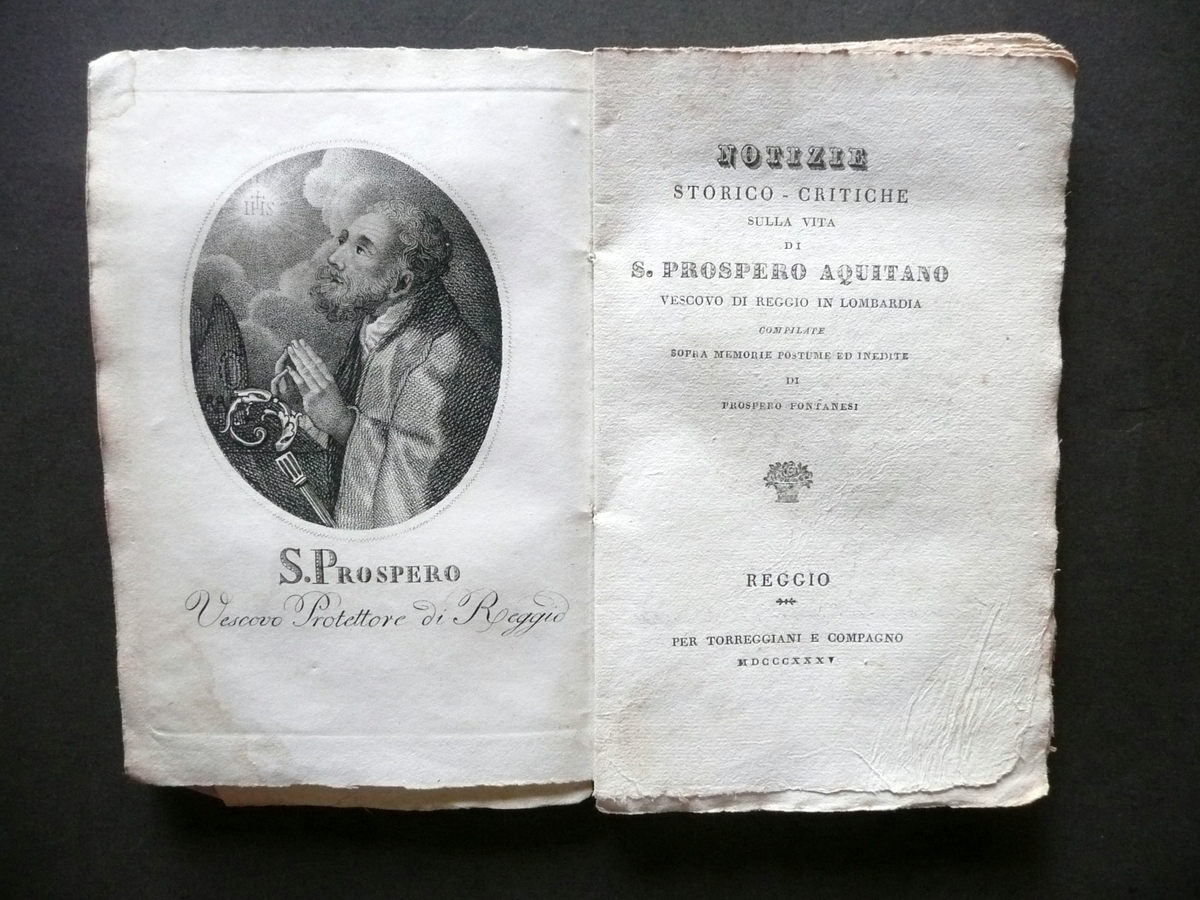 IHS
S. PROSPERO
Vescovo Protettore di Reggio
NOTIZIE
STORICO - CRITICHE
SULLA VITA
DI
S. PROSPERO AQUITANO
VESCOVO DI REGGIO IN LOMBARDIA
COMPILATE
SOPRA MEMORIE POSTUME ED INEDITE
DI
PROSPERO FONTANESI
REGGIO
PER TORREGGIANI E COMPAGNO
MDCCCXXXV